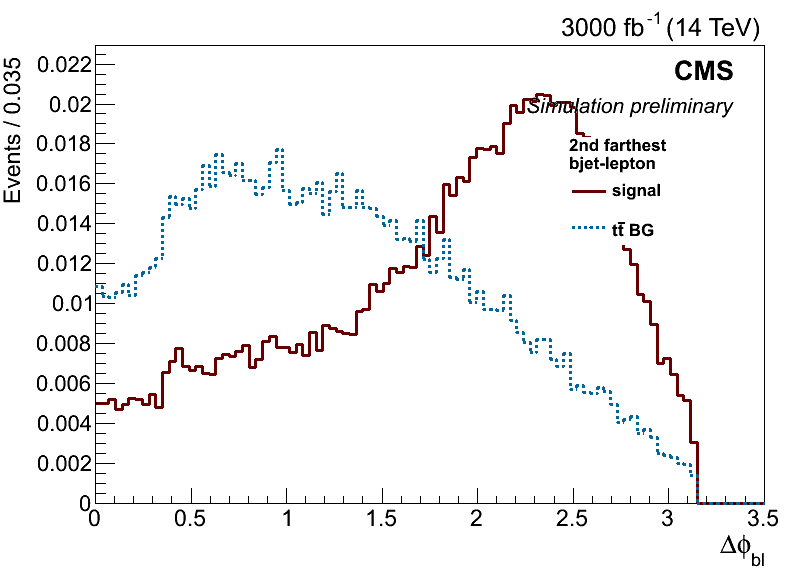 3000 fb⁻¹ (14 TeV)
Events / 0.035
CMS
Simulation preliminary
2nd farthest
bjet-lepton
signal
tt̄ BG
0.022
0.02
0.018
0.016
0.014
0.012
0.01
0.008
0.006
0.004
0.002
0
0 0.5 1 1.5 2 2.5 3 3.5
Δϕbl